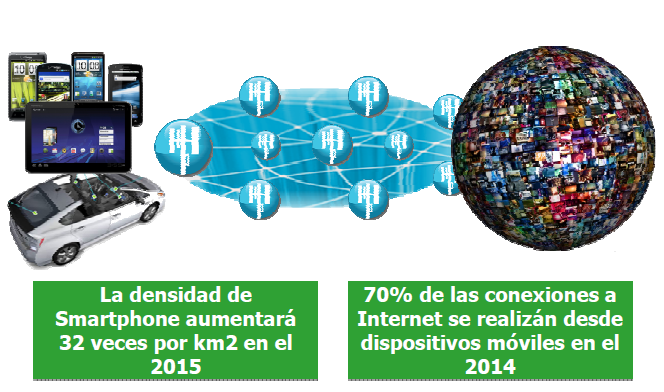 La densidad de
Smartphone aumentará
32 veces por km2 en el
2015
70% de las conexiones a
Internet se realizán desde
dispositivos móviles en el
2014